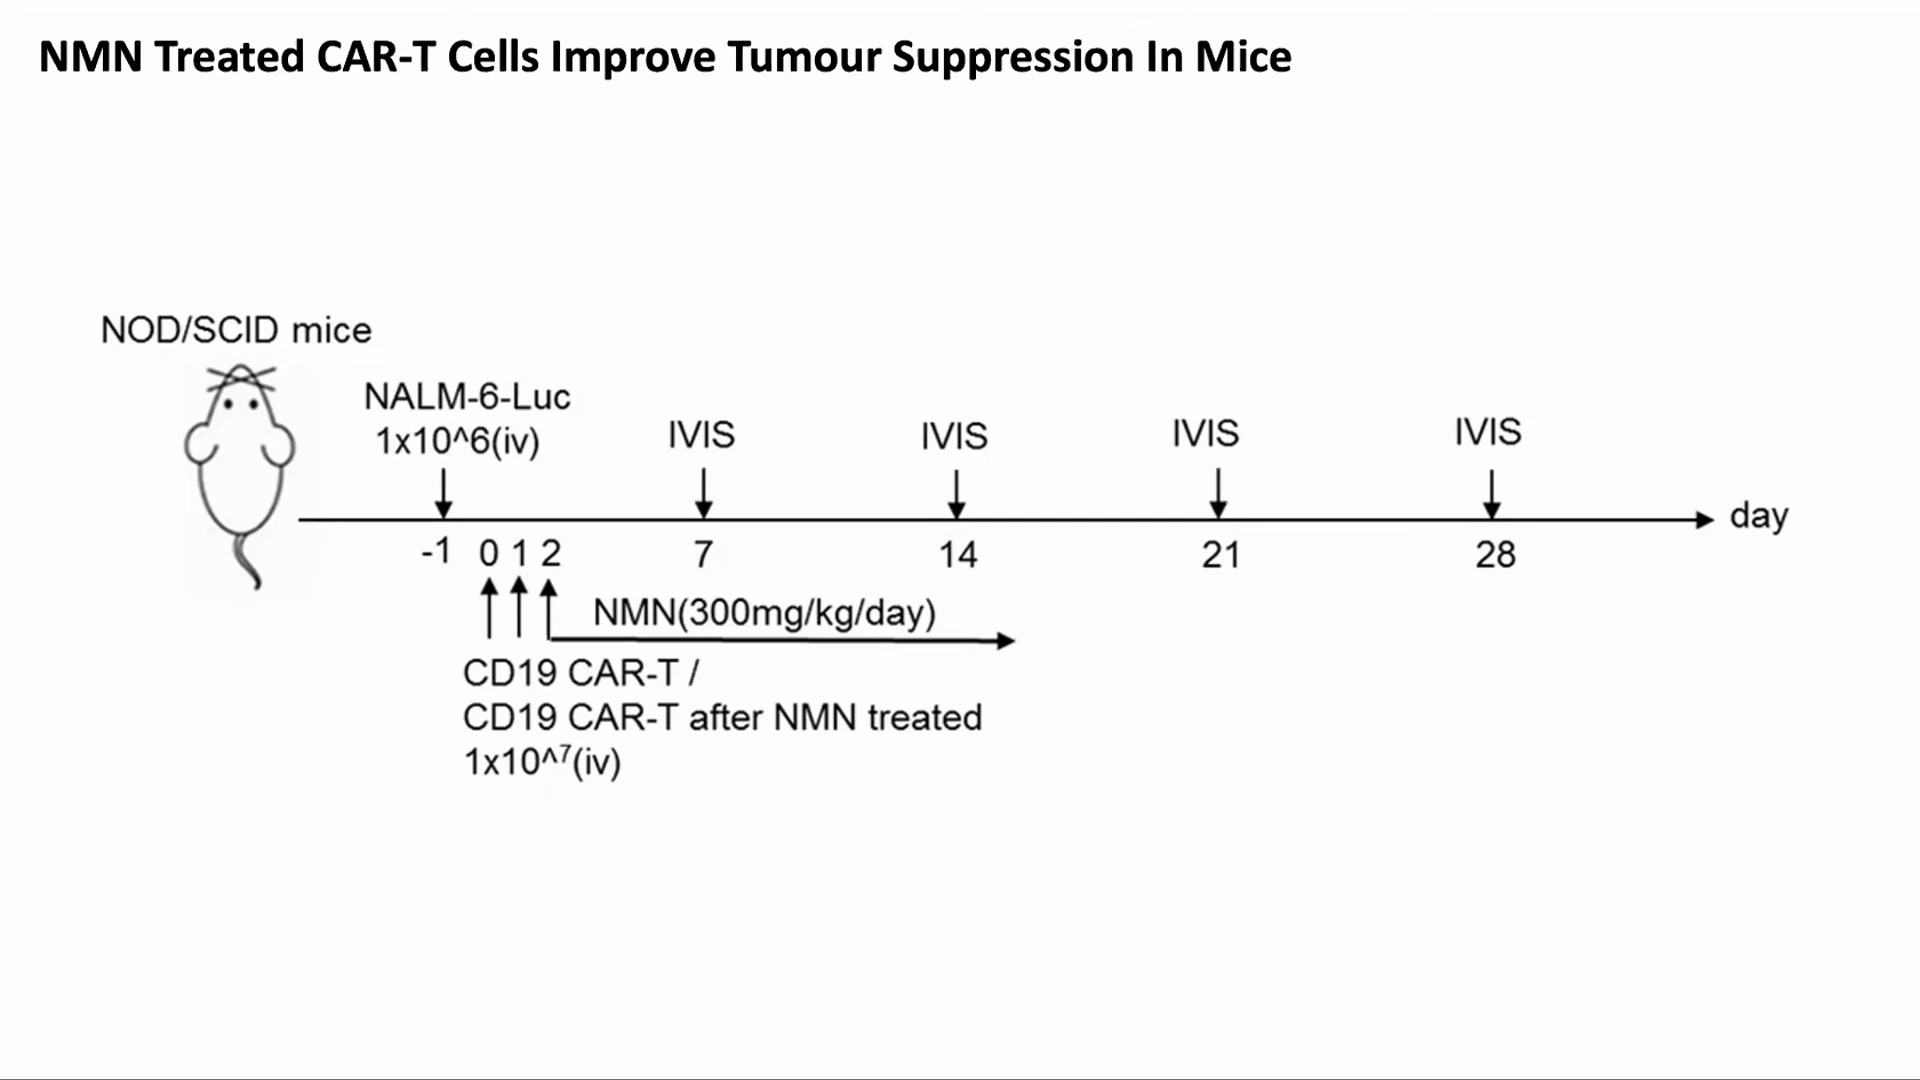 NMN Treated CAR-T Cells Improve Tumour Suppression In Mice
NOD/SCID mice
NALM-6-Luc
1x10^6(iv)
IVIS
IVIS
IVIS
IVIS
day
-1 0 1 2 7 14 21 28
NMN(300mg/kg/day)
CD19 CAR-T /
CD19 CAR-T after NMN treated
1x10^⁷(iv)